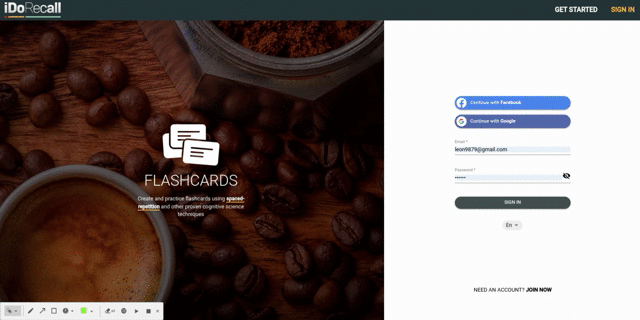 iDoRecall
GET STARTED
SIGN IN
FLASHCARDS
Create and practice flashcards using spaced-
repetition and other proven cognitive science
techniques
Continue with Facebook
Continue with Google
Email *
leon9879@gmail.com
Password *
•••••
SIGN IN
En
NEED AN ACCOUNT? JOIN NOW